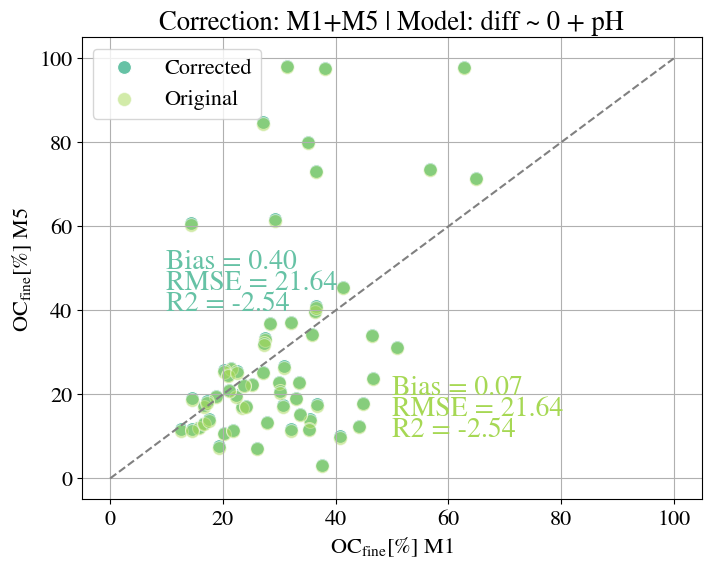 Correction: M1+M5 | Model: diff ~ 0 + pH
Corrected
Original
100
80
60
40
20
0
OCfine[%] M5
Bias = 0.40
RMSE = 21.64
R2 = -2.54
Bias = 0.07
RMSE = 21.64
R2 = -2.54
0 20 40 60 80 100
OCfine[%] M1